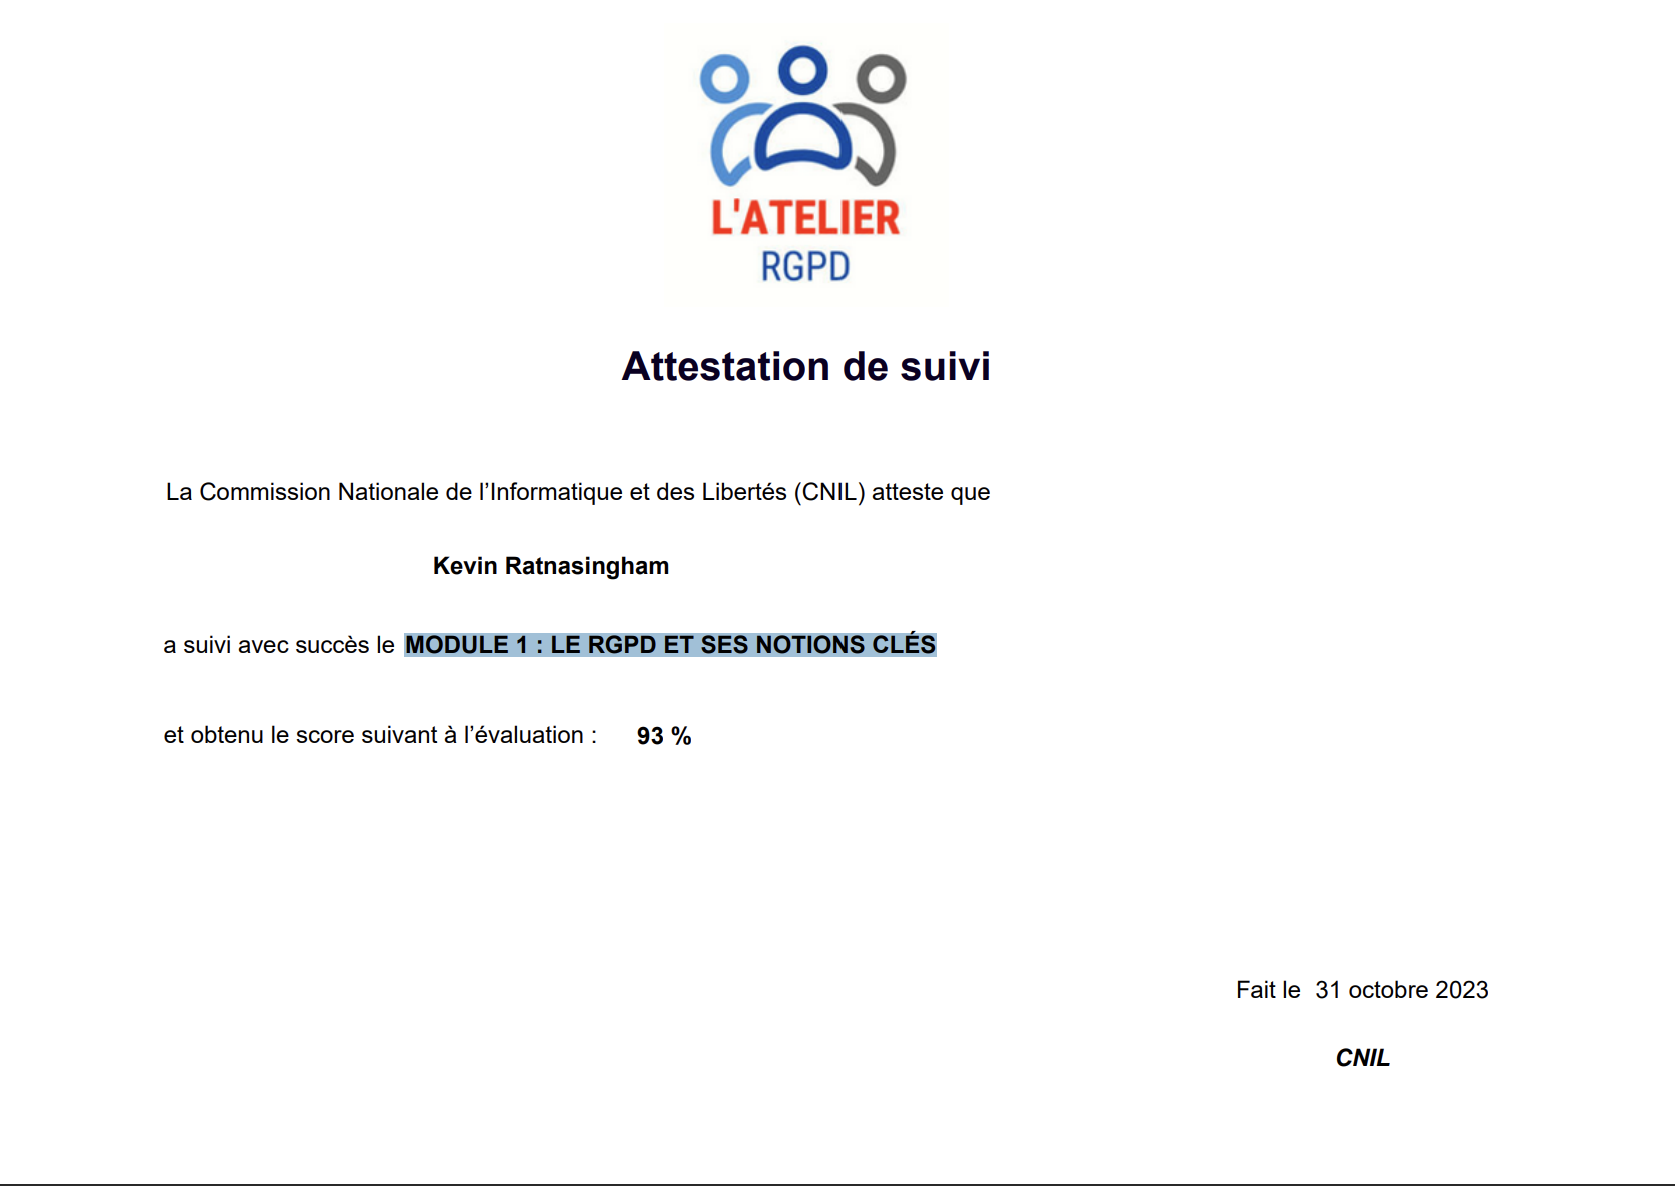 L'ATELIER
RGPD
Attestation de suivi
La Commission Nationale de l’Informatique et des Libertés (CNIL) atteste que
Kevin Ratnasingham
a suivi avec succès le MODULE 1 : LE RGPD ET SES NOTIONS CLÉS
et obtenu le score suivant à l’évaluation : 93 %
Fait le 31 octobre 2023
CNIL